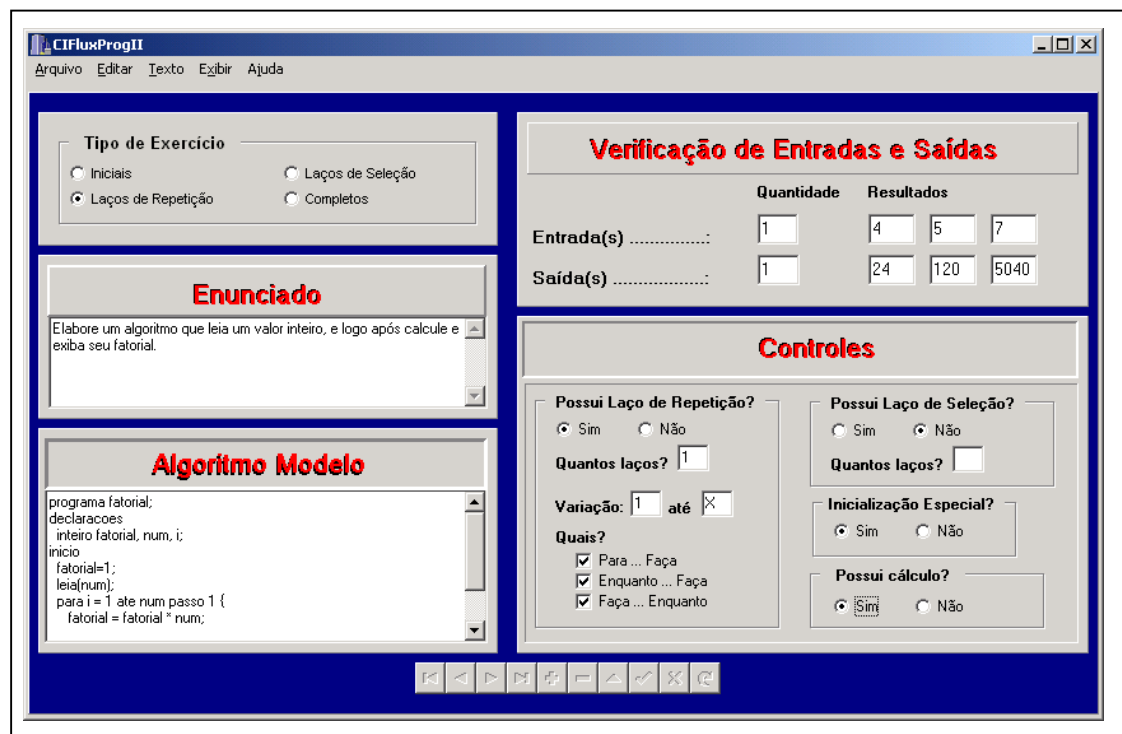 CIFluxProgII
Arquivo Editar Texto Exibir Ajuda
Tipo de Exercício
Iniciais
Laços de Seleção
Laços de Repetição
Completos
Enunciado
Elabore um algoritmo que leia um valor inteiro, e logo após calcule e
exiba seu fatorial.
Algoritmo Modelo
programa fatorial;
declaracoes
inteiro fatorial, num, i;
inicio
fatorial=1;
leia(num);
para i = 1 ate num passo 1 {
fatorial = fatorial * num;
Verificação de Entradas e Saídas
Quantidade Resultados
Entrada(s) ..............: 1 4 5 7
Saída(s) ..................: 1 24 120 5040
Controles
Possui Laço de Repetição?
Sim Não
Quantos laços? 1
Variação: 1 até X
Quais?
Para ... Faça
Enquanto ... Faça
Faça ... Enquanto
Possui Laço de Seleção?
Sim Não
Quantos laços?
Inicialização Especial?
Sim Não
Possui cálculo?
Sim Não